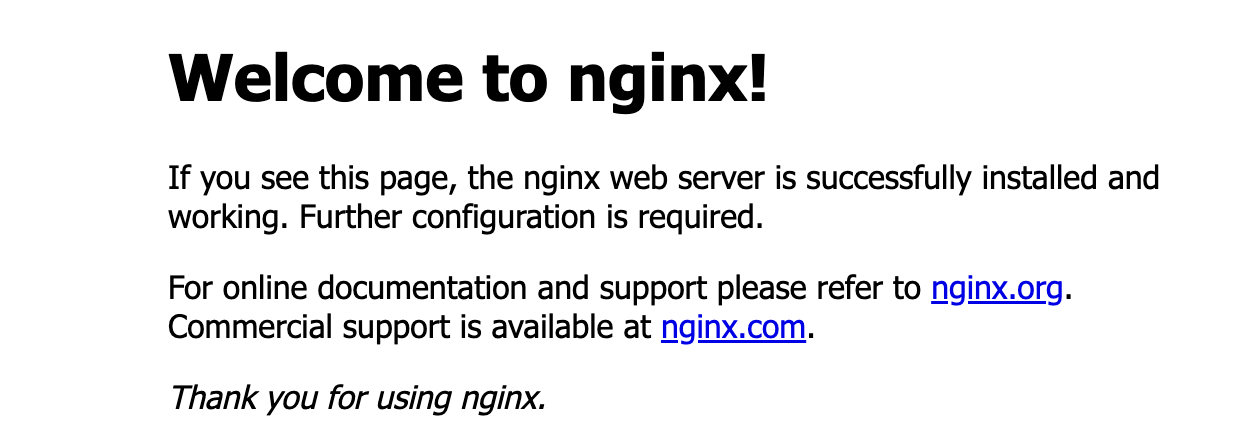 Welcome to nginx!
If you see this page, the nginx web server is successfully installed and
working. Further configuration is required.
For online documentation and support please refer to nginx.org.
Commercial support is available at nginx.com.
Thank you for using nginx.